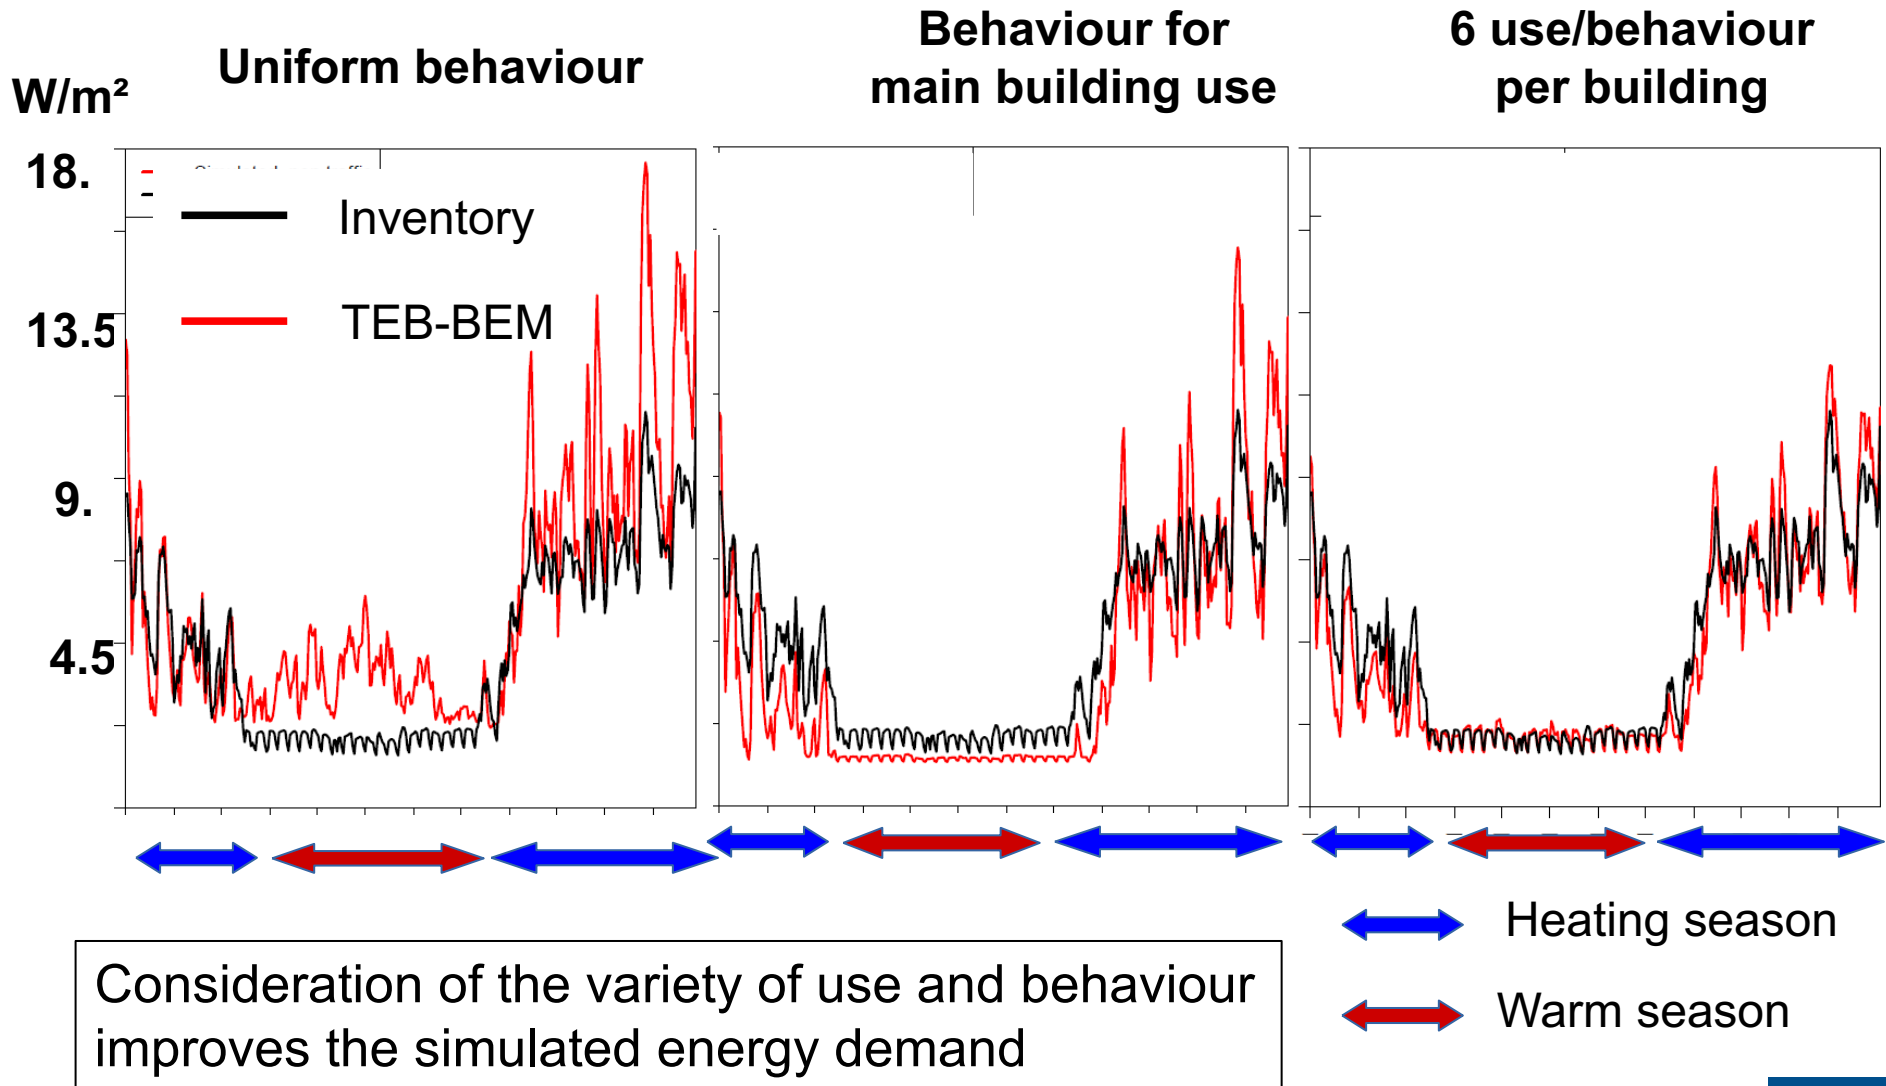 Uniform behaviour
Behaviour for
main building use
6 use/behaviour
per building
W/m²
18.
13.5
9.
4.5
Inventory
TEB-BEM
Heating season
Warm season
Consideration of the variety of use and behaviour
improves the simulated energy demand